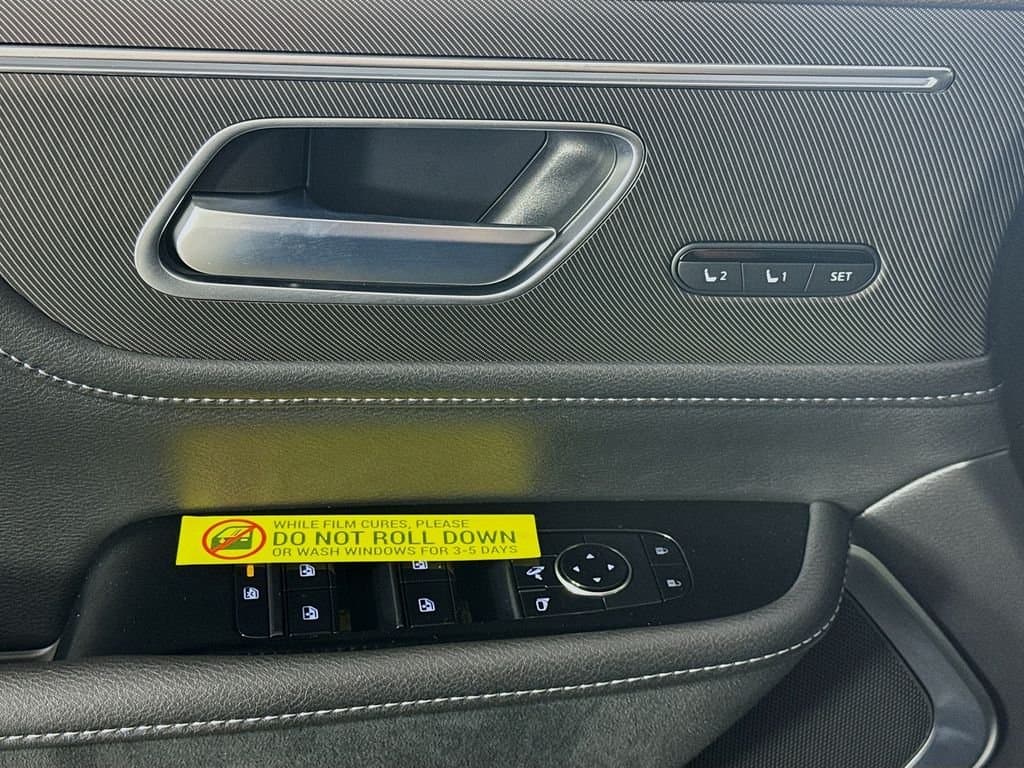 2 1 SET
WHILE FILM CURES, PLEASE
DO NOT ROLL DOWN
OR WASH WINDOWS FOR 3-5 DAYS